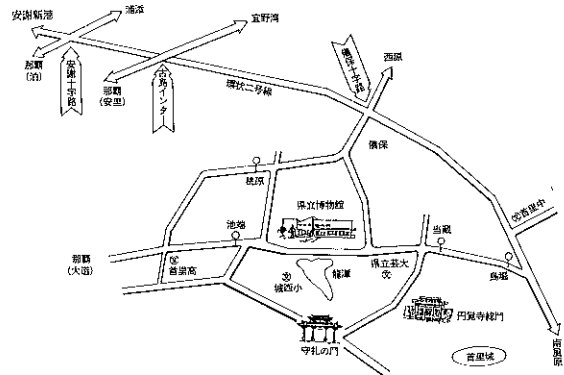 安謝新港
浦添
宜野湾
那覇
(泊)
安謝十字路
那覇
(安里)
古島インター
環状二号線
儀保十字路
西原
儀保
桃原
県立博物館
池端
当蔵
首里中
那覇
(大道)
首里高
城西小
龍潭
県立芸大
鳥堀
円覚寺総門
守礼の門
首里城
南風原